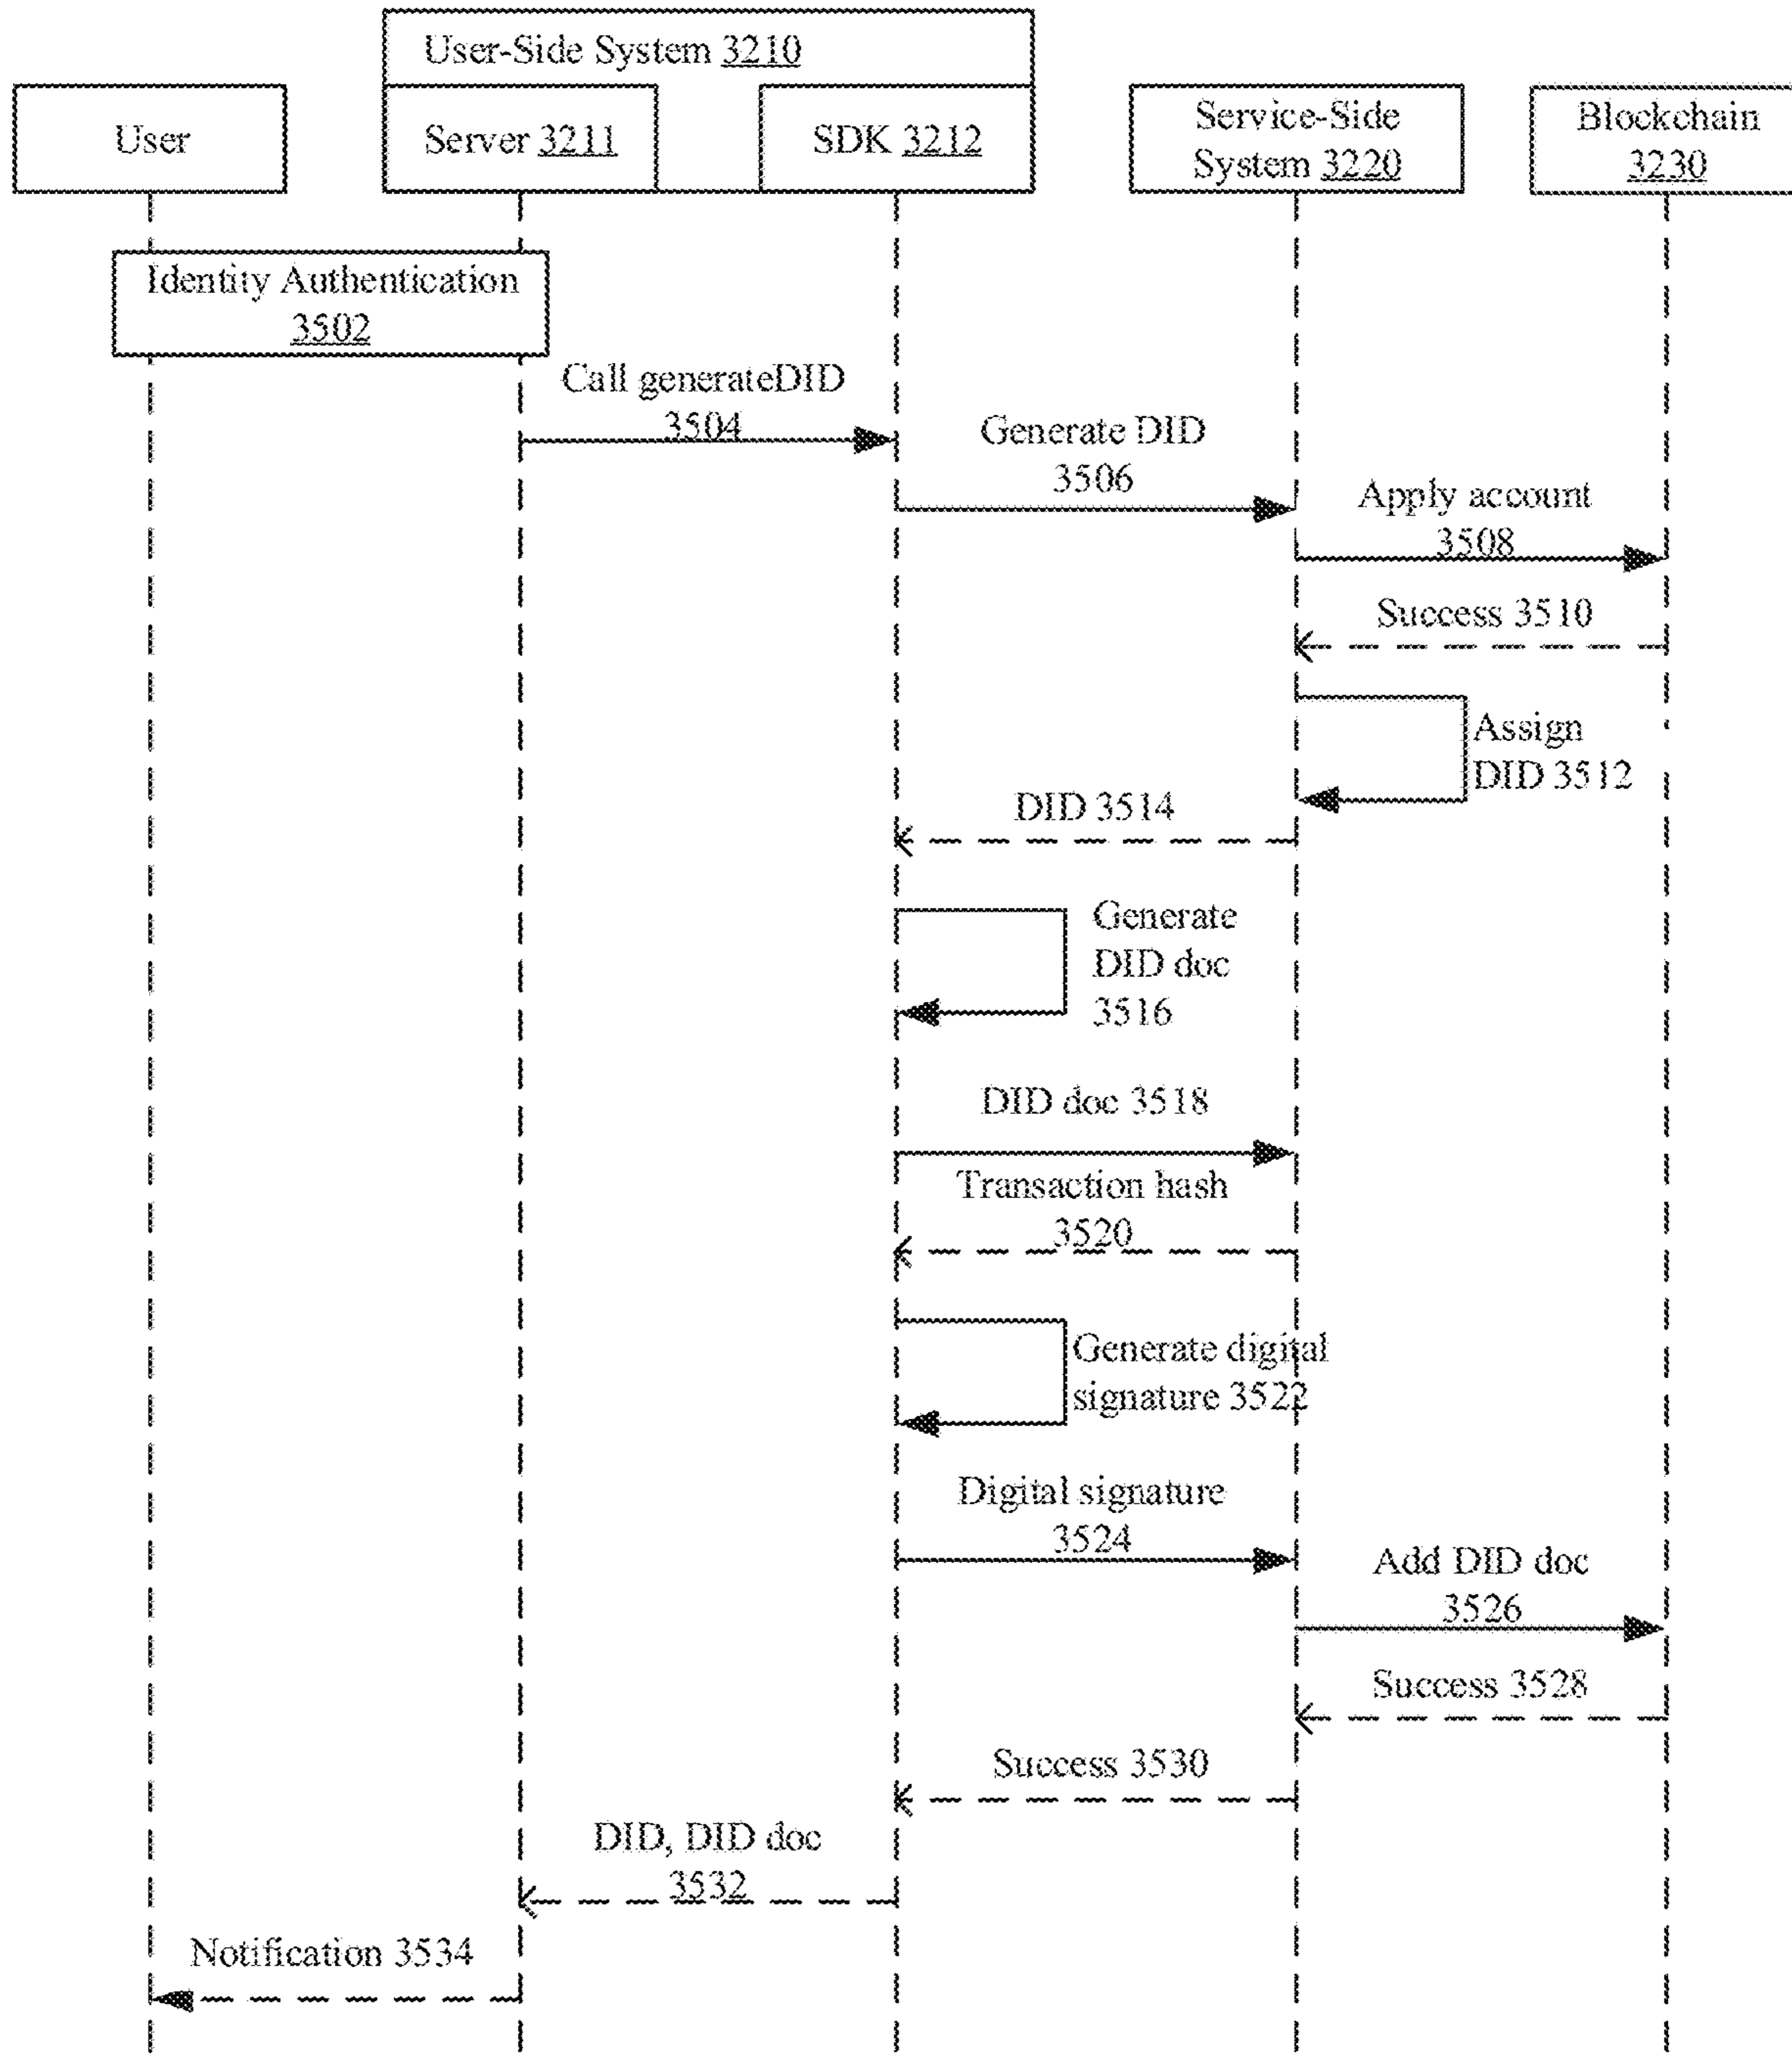 User-Side System 3210
User
Server 3211
SDK 3212
Service-Side
System 3220
Blockchain
3230
Identity Authentication
3502
Call generateDID
3504
Generate DID
3506
Apply account
3508
Success 3510
Assign
DID 3512
DID 3514
Generate
DID doc
3516
DID doc 3518
Transaction hash
3520
Generate digital
signature 3522
Digital signature
3524
Add DID doc
3526
Success 3528
Success 3530
DID, DID doc
3532
Notification 3534